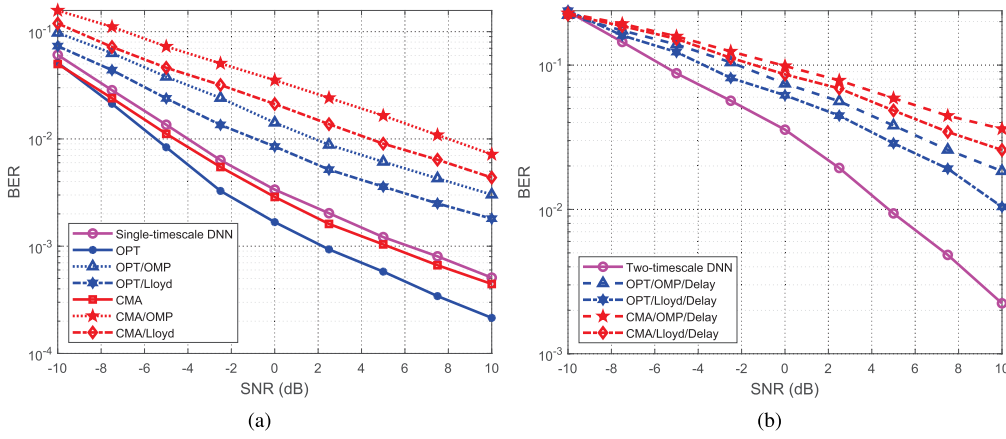 10-1
10-2
10-3
10-4
BER
-10 -8 -6 -4 -2 0 2 4 6 8 10
SNR (dB)
Single-timescale DNN
OPT
OPT/OMP
OPT/Lloyd
CMA
CMA/OMP
CMA/Lloyd
(a)
10-1
10-2
10-3
BER
-10 -8 -6 -4 -2 0 2 4 6 8 10
SNR (dB)
Two-timescale DNN
OPT/OMP/Delay
OPT/Lloyd/Delay
CMA/OMP/Delay
CMA/Lloyd/Delay
(b)